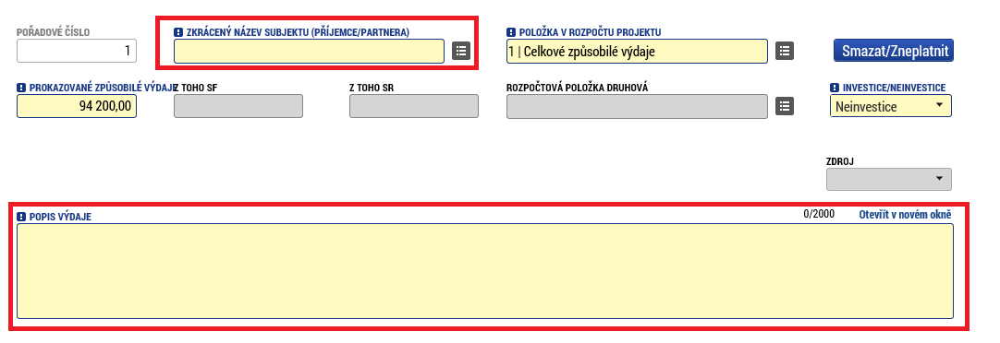 POŘADOVÉ ČÍSLO
1
ZKRÁCENÝ NÁZEV SUBJEKTU (PŘÍJEMCE/PARTNERA)
POLOŽKA V ROZPOČTU PROJEKTU
1 | Celkové způsobilé výdaje
Smazat/Zneplatnit
PROKAZOVANÉ ZPŮSOBILÉ VÝDAJE
94 200,00
Z TOHO SF
Z TOHO SR
ROZPOČTOVÁ POLOŽKA DRUHOVÁ
INVESTICE/NEINVESTICE
Neinvestice
ZDROJ
POPIS VÝDAJE
0/2000
Otevřít v novém okně